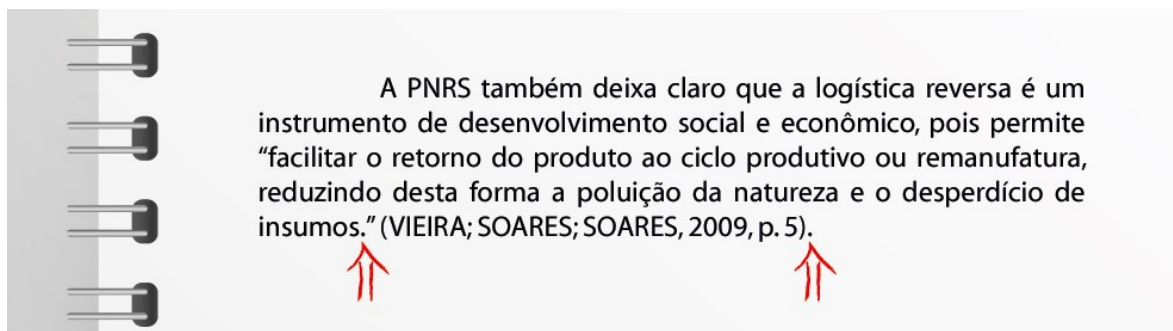 A PNRS também deixa claro que a logística reversa é um
instrumento de desenvolvimento social e econômico, pois permite
“facilitar o retorno do produto ao ciclo produtivo ou remanufatura,
reduzindo desta forma a poluição da natureza e o desperdício de
insumos.” (VIEIRA; SOARES; SOARES, 2009, p. 5).